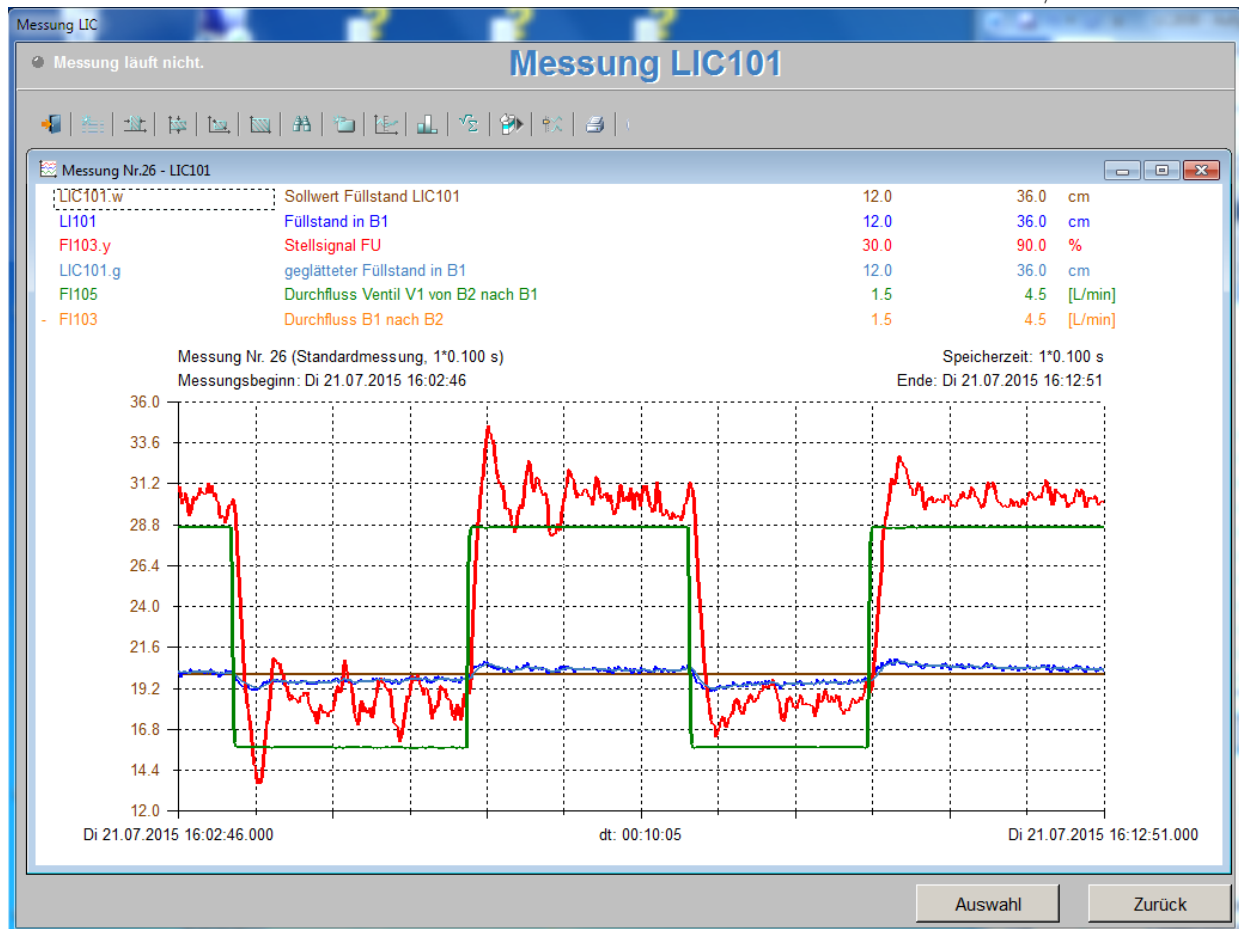 Messung LIC
Messung läuft nicht.
Messung LIC101
Messung Nr.26 - LIC101
LIC101.w Sollwert Füllstand LIC101 12.0 36.0 cm
LI101 Füllstand in B1 12.0 36.0 cm
FI103.y Stellsignal FU 30.0 90.0 %
LIC101.g geglätteter Füllstand in B1 12.0 36.0 cm
FI105 Durchfluss Ventil V1 von B2 nach B1 1.5 4.5 [L/min]
- FI103 Durchfluss B1 nach B2 1.5 4.5 [L/min]
Messung Nr. 26 (Standardmessung, 1*0.100 s) Speicherzeit: 1*0.100 s
Messungsbeginn: Di 21.07.2015 16:02:46 Ende: Di 21.07.2015 16:12:51
36.0
33.6
31.2
28.8
26.4
24.0
21.6
19.2
16.8
14.4
12.0
Di 21.07.2015 16:02:46.000 dt: 00:10:05 Di 21.07.2015 16:12:51.000
Auswahl Zurück